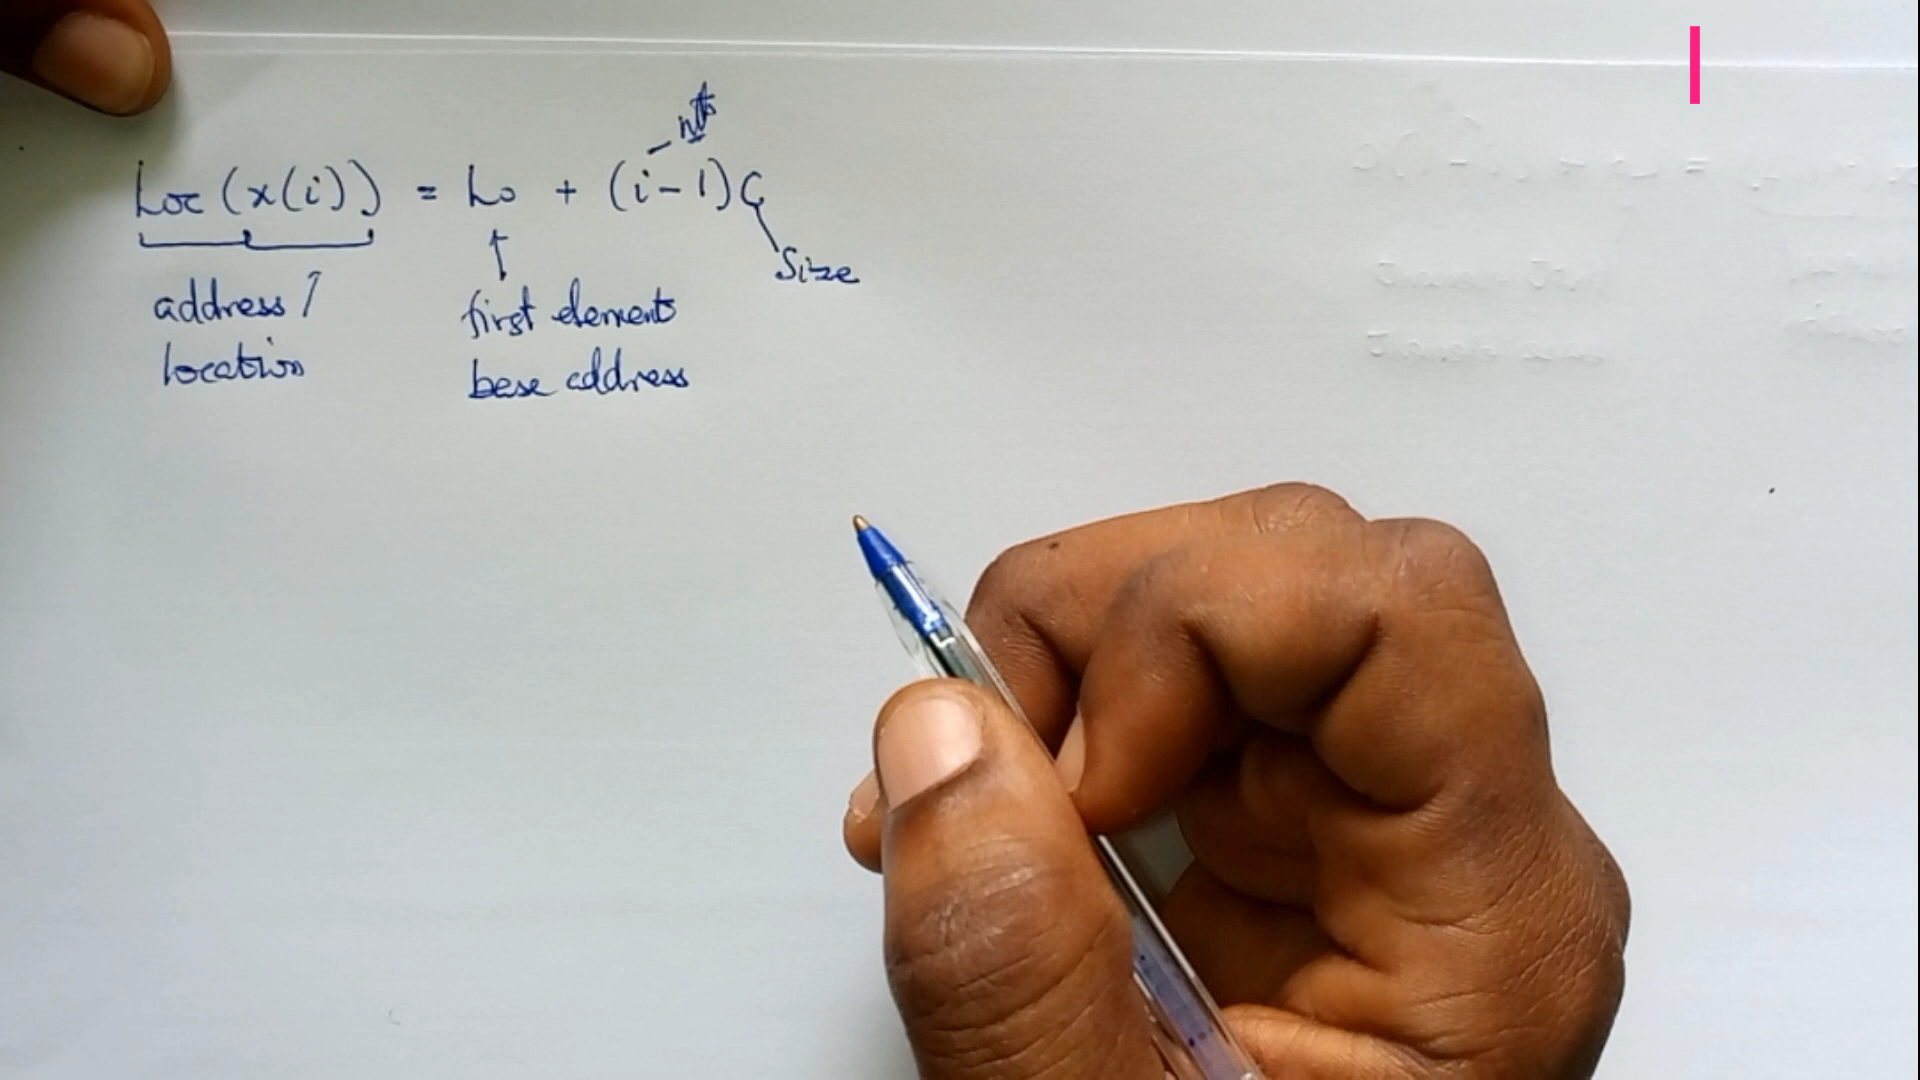 nth
Loc (x(i)) = Lo + (i-1)C
Size
address / first element
location base address